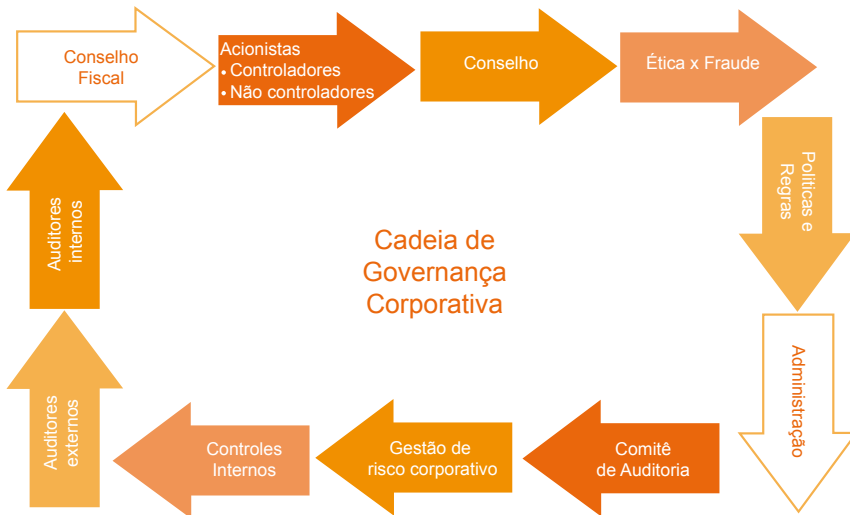 Conselho
Fiscal
Acionistas
• Controladores
• Não controladores
Conselho
Ética x Fraude
Políticas e
Regras
Administração
Comitê
de Auditoria
Gestão de
risco corporativo
Controles
Internos
Auditores
externos
Auditores
internos
Cadeia de
Governança
Corporativa